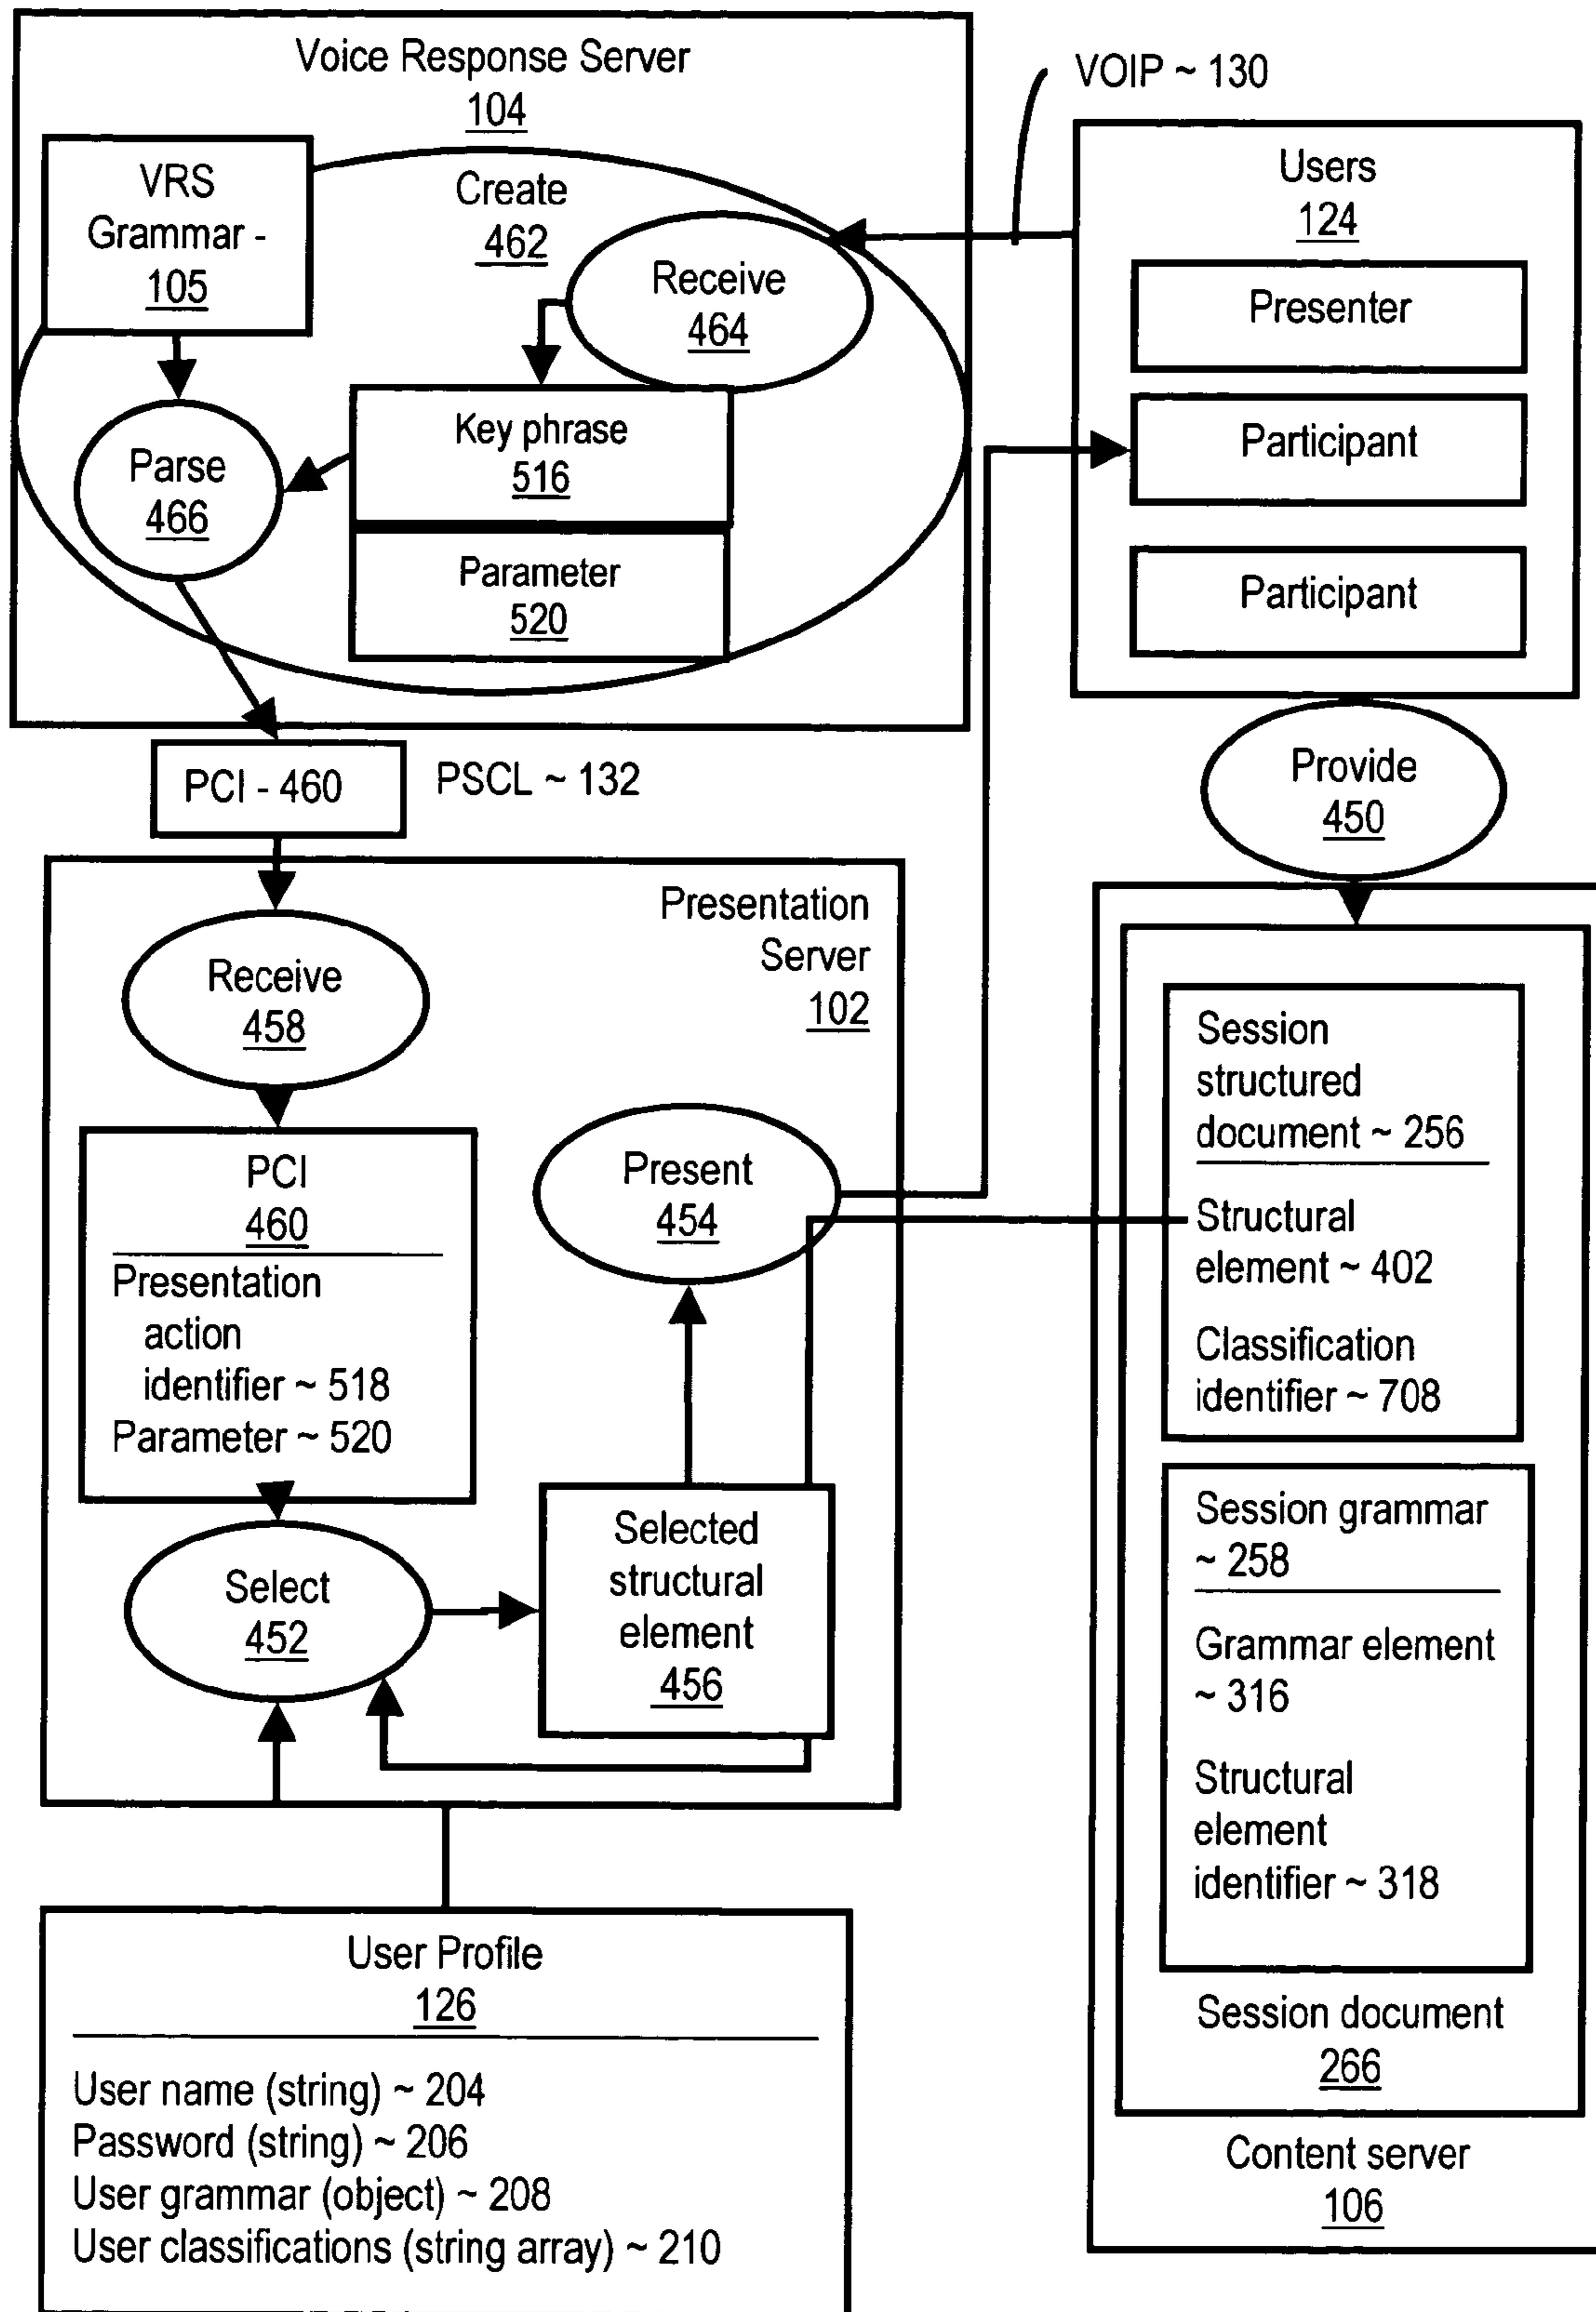 Voice Response Server
104
VOIP ~ 130
VRS
Grammar -
105
Create
462
Receive
464
Key phrase
516
Parse
466
Parameter
520
Users
124
Presenter
Participant
Participant
PCI - 460
PSCL ~ 132
Provide
450
Presentation
Server
102
Receive
458
PCI
460
Presentation
action
identifier ~ 518
Parameter ~ 520
Present
454
Select
452
Selected
structural
element
456
Session
structured
document ~ 256
Structural
element ~ 402
Classification
identifier ~ 708
Session grammar
~ 258
Grammar element
~ 316
Structural
element
identifier ~ 318
Session document
266
Content server
106
User Profile
126
User name (string) ~ 204
Password (string) ~ 206
User grammar (object) ~ 208
User classifications (string array) ~ 210